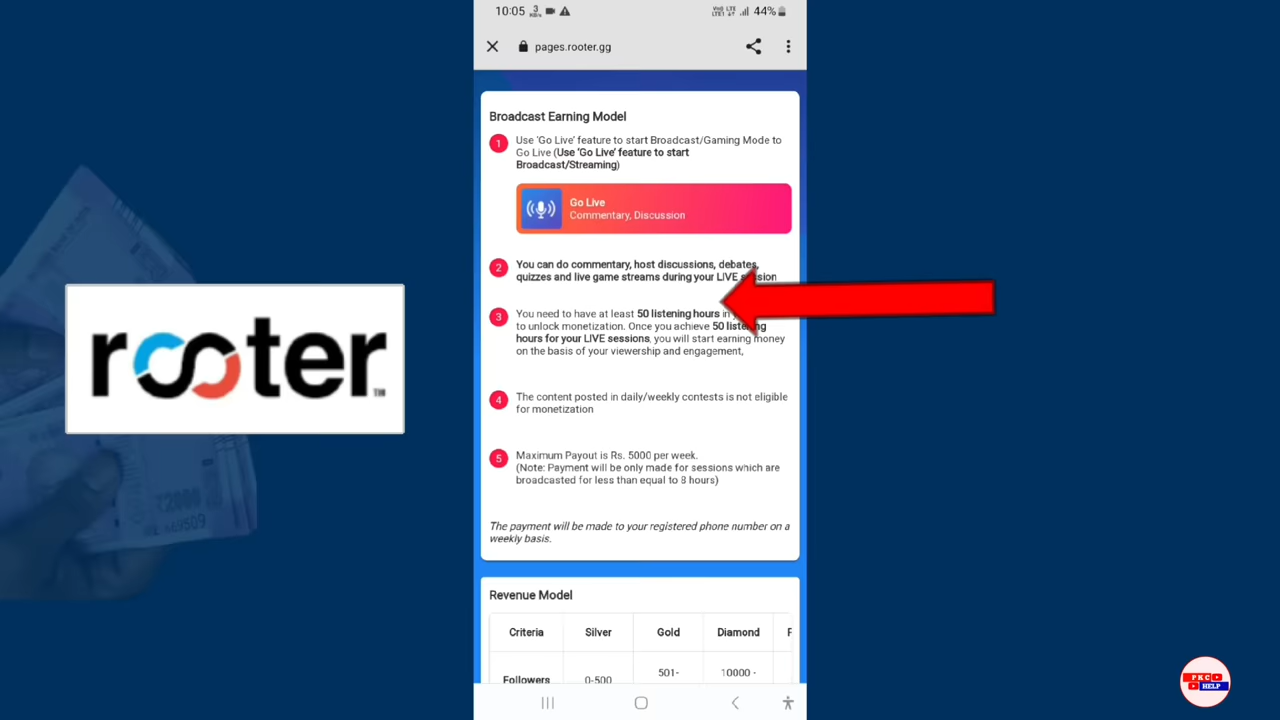 10:05
44%
pages.rooter.gg
Broadcast Earning Model
1
Use 'Go Live' feature to start Broadcast/Gaming Mode to
Go Live (Use 'Go Live' feature to start
Broadcast/Streaming)
Go Live
Commentary, Discussion
2
You can do commentary, host discussions, debates,
quizzes and live game streams during your LIVE session
3
You need to have at least 50 listening hours in
to unlock monetization. Once you achieve 50 listening
hours for your LIVE sessions, you will start earning money
on the basis of your viewership and engagement,
4
The content posted in daily/weekly contests is not eligible
for monetization
5
Maximum Payout is Rs. 5000 per week.
(Note: Payment will be only made for sessions which are
broadcasted for less than equal to 8 hours)
The payment will be made to your registered phone number on a
weekly basis.
Revenue Model
Criteria Silver Gold Diamond
501- 10000 -
Followers 0-500
rooter TM
PKC
HELP